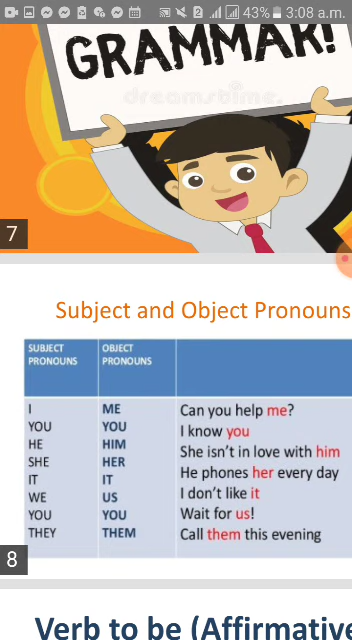 2 43% 3:08 a.m.
GRAMMAR!
dreamstime.
7
Subject and Object Pronouns
SUBJECT PRONOUNS OBJECT PRONOUNS
I ME Can you help me?
YOU YOU I know you
HE HIM She isn't in love with him
SHE HER He phones her every day
IT IT I don't like it
WE US Wait for us!
YOU YOU Call them this evening
THEY THEM
8
Verb to be (Affirmative